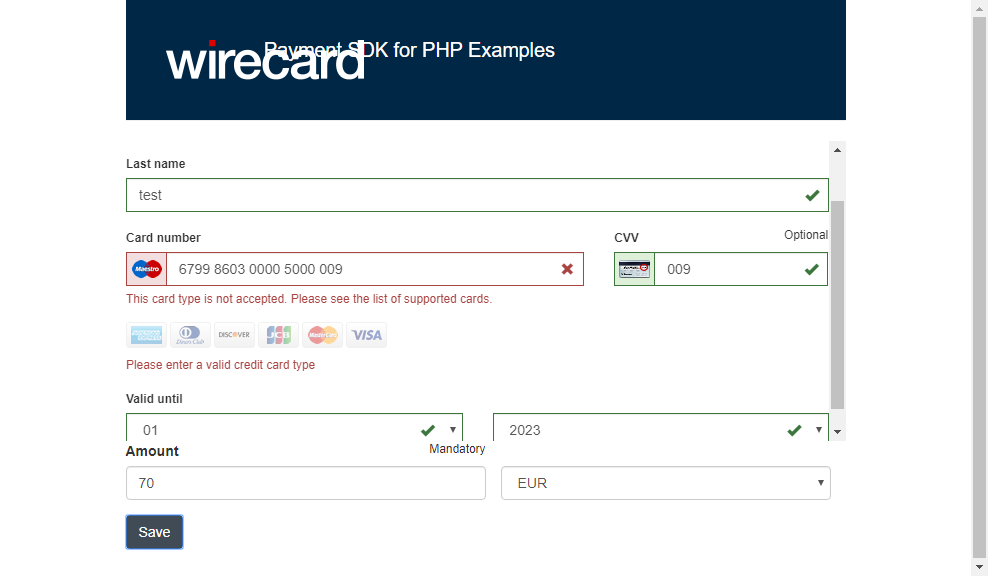 Payment SDK for PHP Examples
wirecard
Last name
test
Card number
CVV
Optional
Maestro
6799 8603 0000 5000 009
009
This card type is not accepted. Please see the list of supported cards.
DISCOVER
JCB
MasterCard
VISA
Please enter a valid credit card type
Valid until
01
2023
Amount
Mandatory
70
EUR
Save